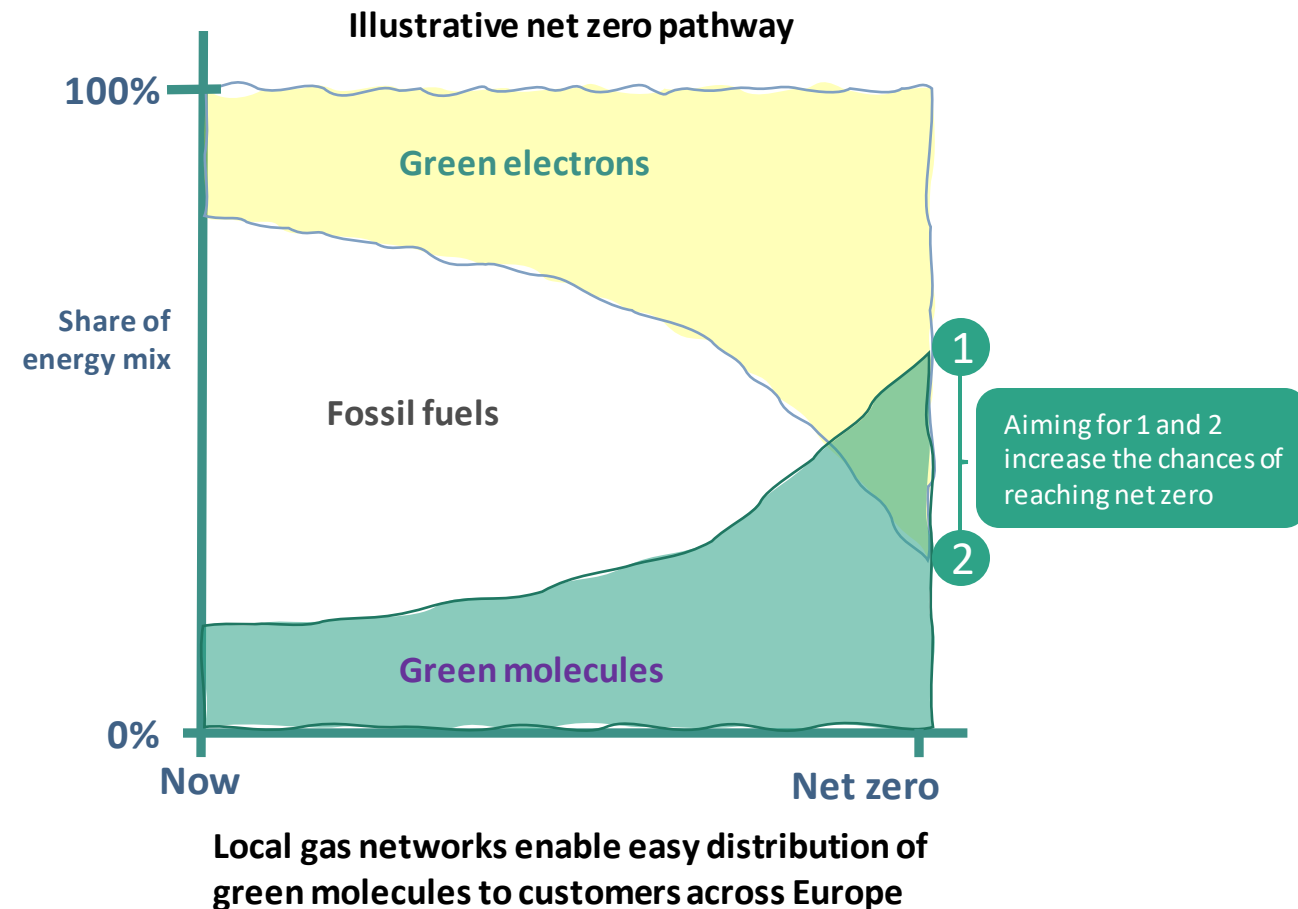 Illustrative net zero pathway
100%
Green electrons
Share of
energy mix
1
Fossil fuels
Aiming for 1 and 2
increase the chances of
reaching net zero
2
Green molecules
0%
Now
Net zero
Local gas networks enable easy distribution of
green molecules to customers across Europe